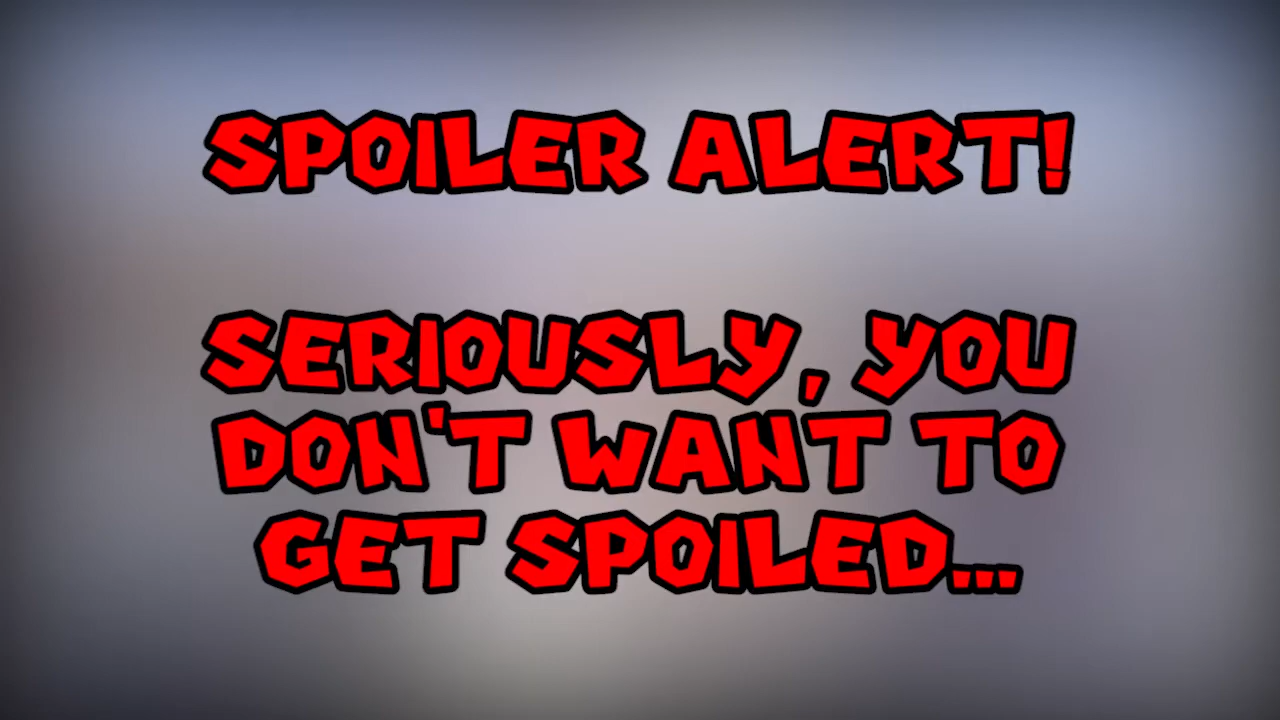 SPOILER ALERT!
SERIOUSLY, YOU
DON'T WANT TO
GET SPOILED...